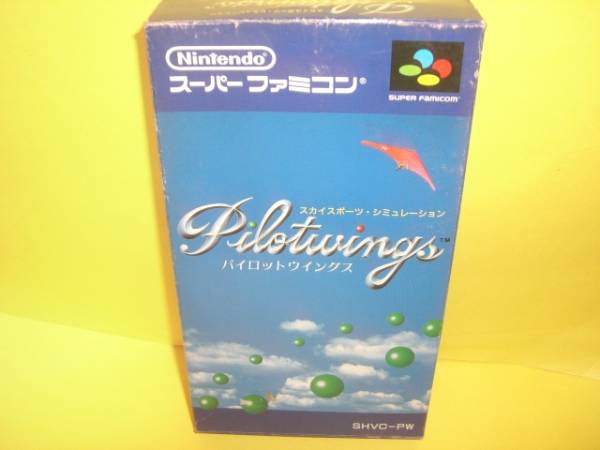 Nintendo
スーパーファミコン®
SUPER FAMICOM
スカイスポーツ・シミュレーション
Pilotwings™
パイロットウイングス
SHVC-PW